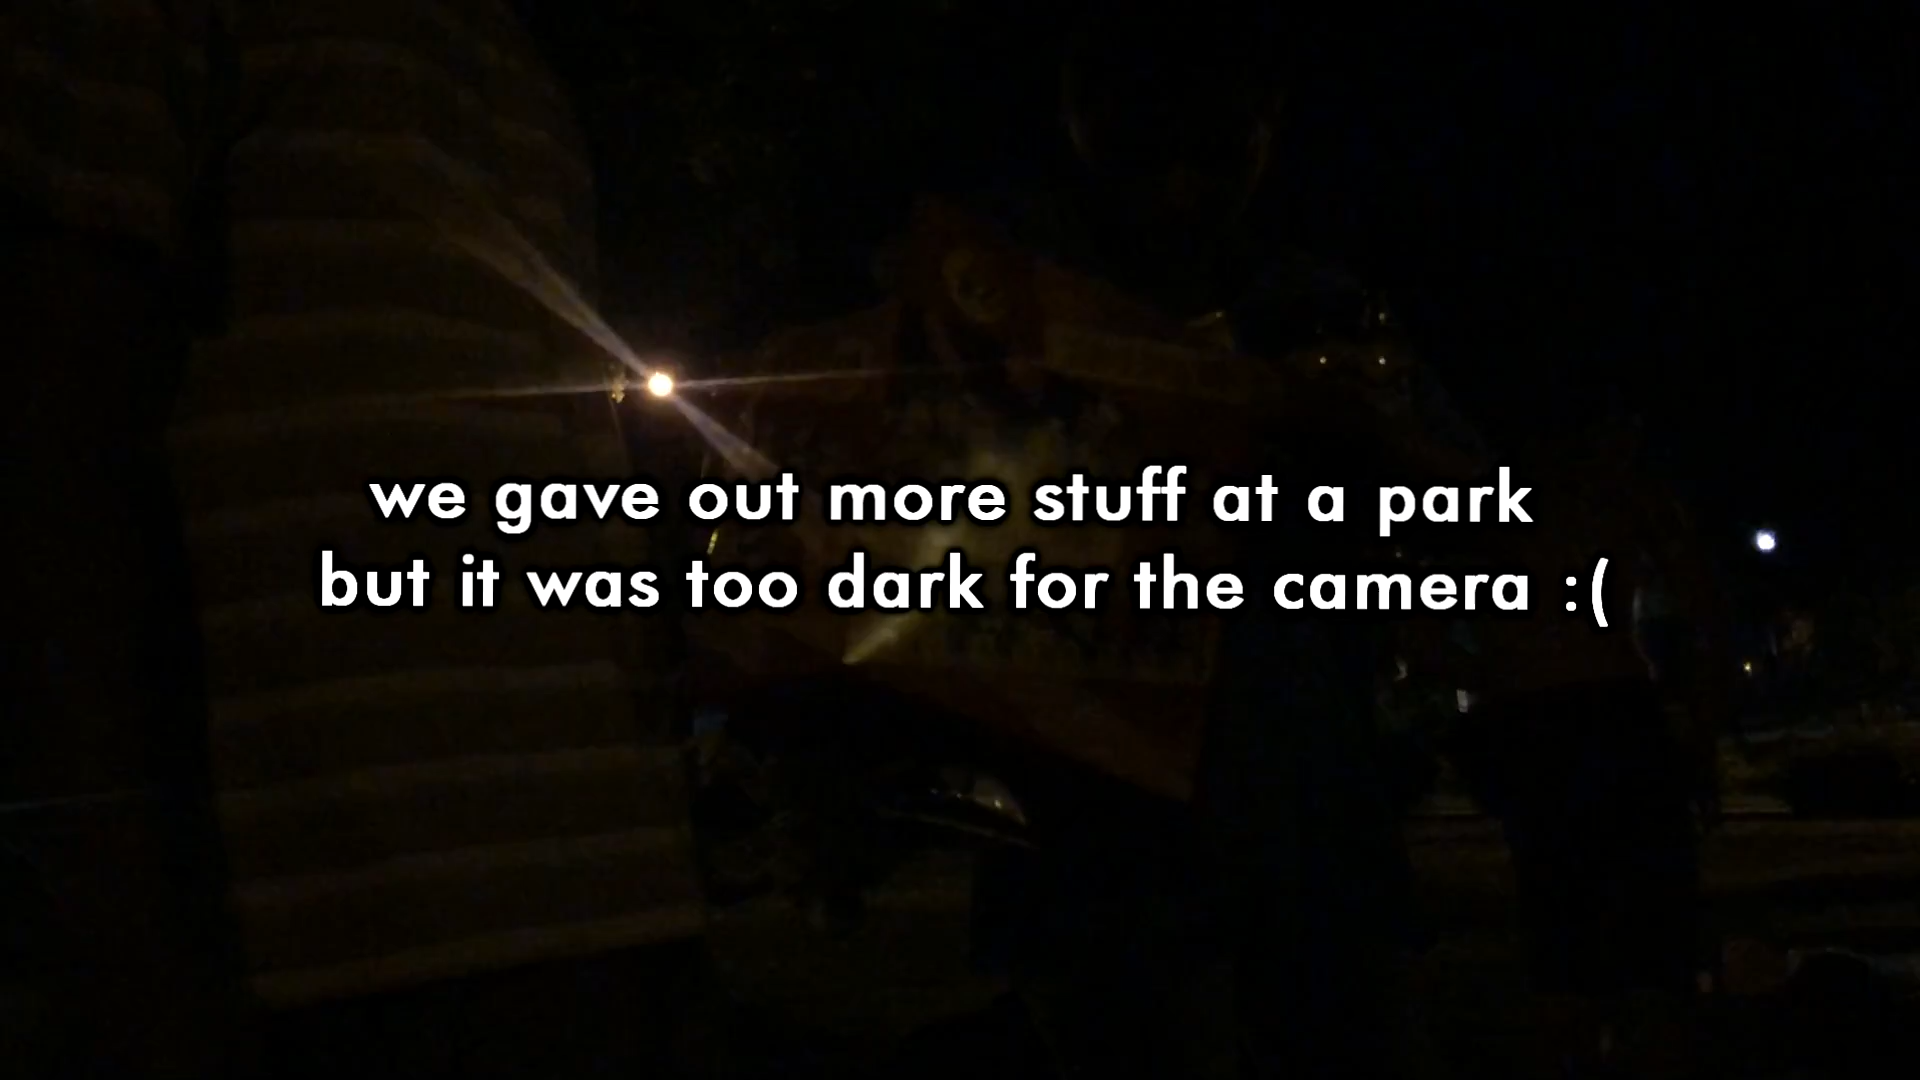 we gave out more stuff at a park
but it was too dark for the camera :(